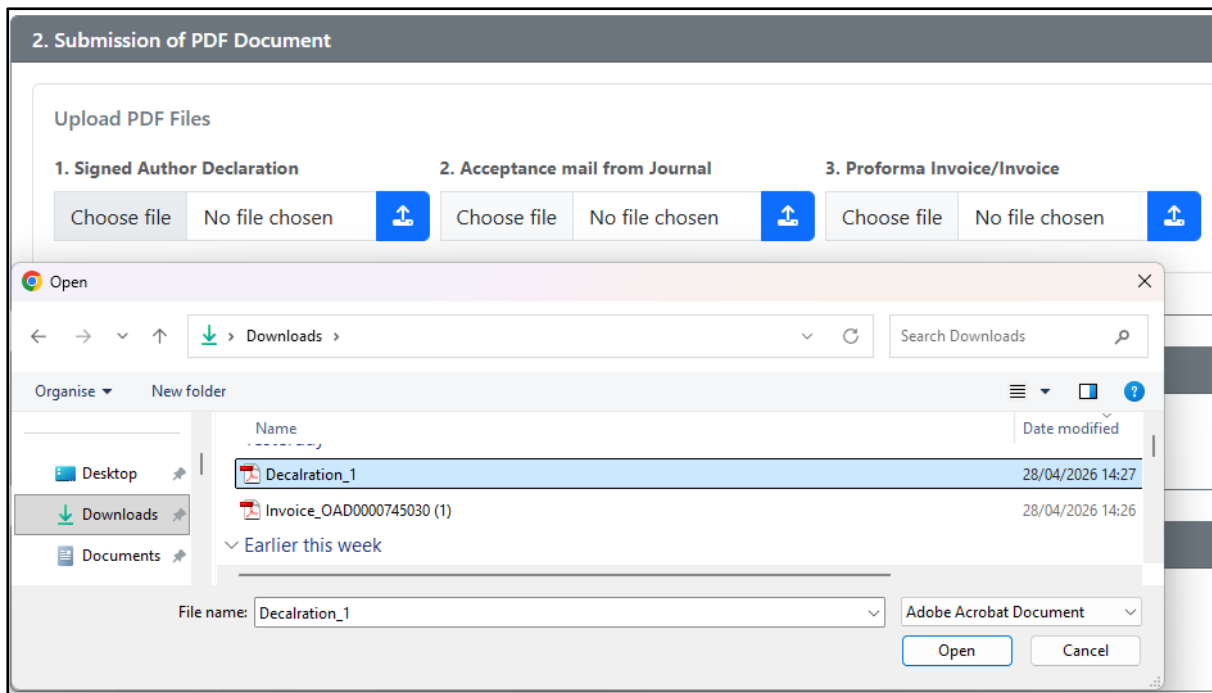 2. Submission of PDF Document
Upload PDF Files
1. Signed Author Declaration 2. Acceptance mail from Journal 3. Proforma Invoice/Invoice
Choose file No file chosen Choose file No file chosen Choose file No file chosen
Open
Downloads Search Downloads
Organise New folder
Name Date modified
Desktop Decalration_1 28/04/2026 14:27
Downloads Invoice_OAD0000745030 (1) 28/04/2026 14:26
Documents Earlier this week
File name: Decalration_1 Adobe Acrobat Document
Open Cancel